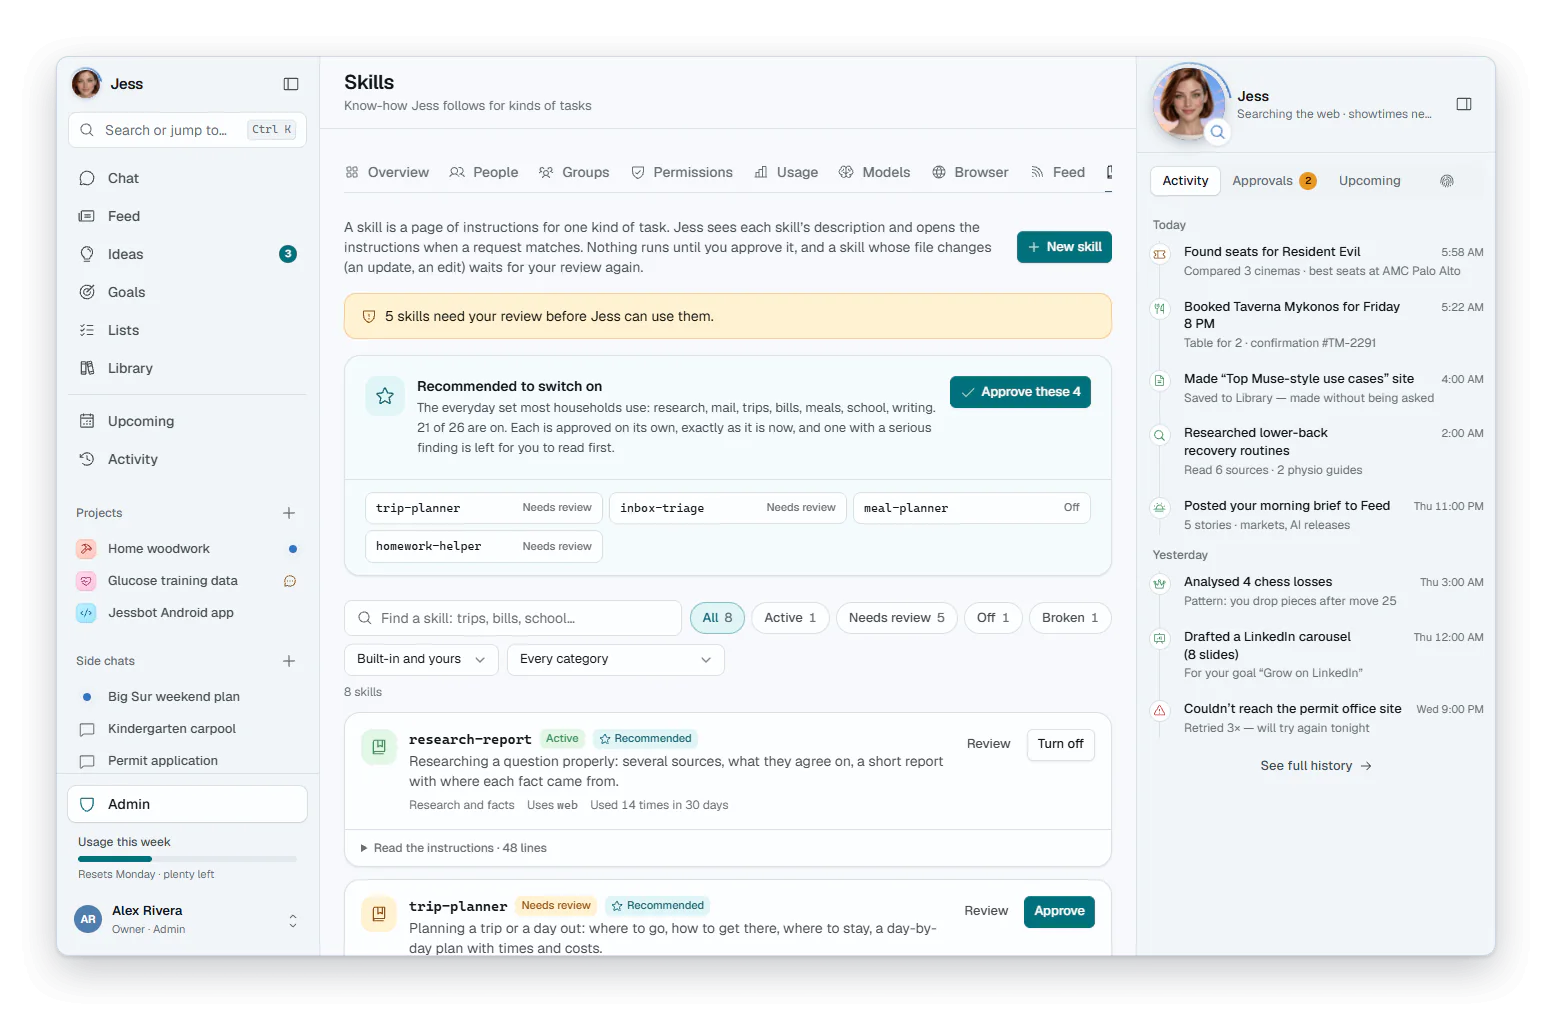 Jess
Search or jump to...
Ctrl K
Chat
Feed
Ideas 3
Goals
Lists
Library
Upcoming
Activity
Projects
Home woodwork
Glucose training data
Jessbot Android app
Side chats
Big Sur weekend plan
Kindergarten carpool
Permit application
Admin
Usage this week
Resets Monday · plenty left
AR
Alex Rivera
Owner · Admin
Skills
Know-how Jess follows for kinds of tasks
Overview People Groups Permissions Usage Models Browser Feed
A skill is a page of instructions for one kind of task. Jess sees each skill's description and opens the
instructions when a request matches. Nothing runs until you approve it, and a skill whose file changes
(an update, an edit) waits for your review again.
New skill
5 skills need your review before Jess can use them.
Recommended to switch on
The everyday set most households use: research, mail, trips, bills, meals, school, writing.
21 of 26 are on. Each is approved on its own, exactly as it is now, and one with a serious
finding is left for you to read first.
Approve these 4
trip-planner Needs review
inbox-triage Needs review
meal-planner Off
homework-helper Needs review
Find a skill: trips, bills, school...
All 8
Active 1
Needs review 5
Off 1
Broken 1
Built-in and yours
Every category
8 skills
research-report Active Recommended
Researching a question properly: several sources, what they agree on, a short report
with where each fact came from.
Research and facts Uses web Used 14 times in 30 days
Review
Turn off
Read the instructions · 48 lines
trip-planner Needs review Recommended
Planning a trip or a day out: where to go, how to get there, where to stay, a day-by-
day plan with times and costs.
Review
Approve
Jess
Searching the web · showtimes ne...
Activity
Approvals 2
Upcoming
Today
Found seats for Resident Evil 5:58 AM
Compared 3 cinemas · best seats at AMC Palo Alto
Booked Taverna Mykonos for Friday 5:22 AM
8 PM
Table for 2 · confirmation #TM-2291
Made “Top Muse-style use cases” site 4:00 AM
Saved to Library — made without being asked
Researched lower-back 2:00 AM
recovery routines
Read 6 sources · 2 physio guides
Posted your morning brief to Feed Thu 11:00 PM
5 stories · markets, AI releases
Yesterday
Analysed 4 chess losses Thu 3:00 AM
Pattern: you drop pieces after move 25
Drafted a LinkedIn carousel Thu 12:00 AM
(8 slides)
For your goal “Grow on LinkedIn”
Couldn't reach the permit office site Wed 9:00 PM
Retried 3× — will try again tonight
See full history